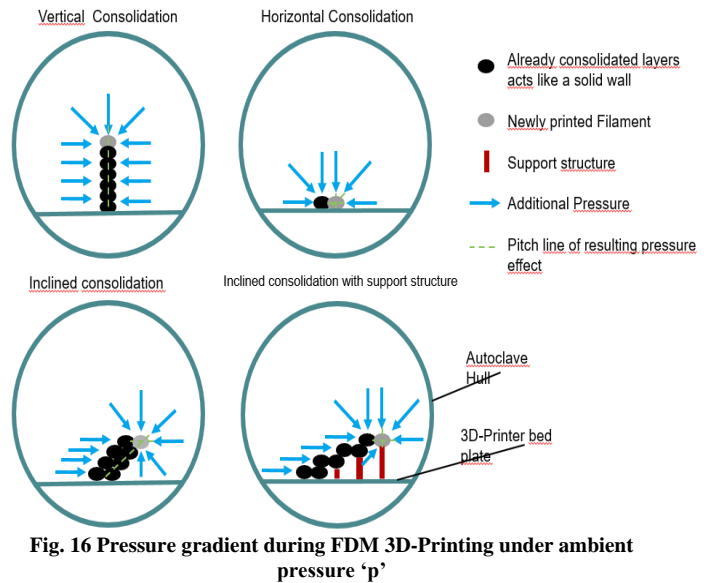 Vertical Consolidation
Horizontal Consolidation
Already consolidated layers
acts like a solid wall
Newly printed Filament
Support structure
Additional Pressure
Pitch line of resulting pressure
effect
Inclined consolidation
Inclined consolidation with support structure
Autoclave
Hull
3D-Printer bed
plate
Fig. 16 Pressure gradient during FDM 3D-Printing under ambient
pressure ‘p’